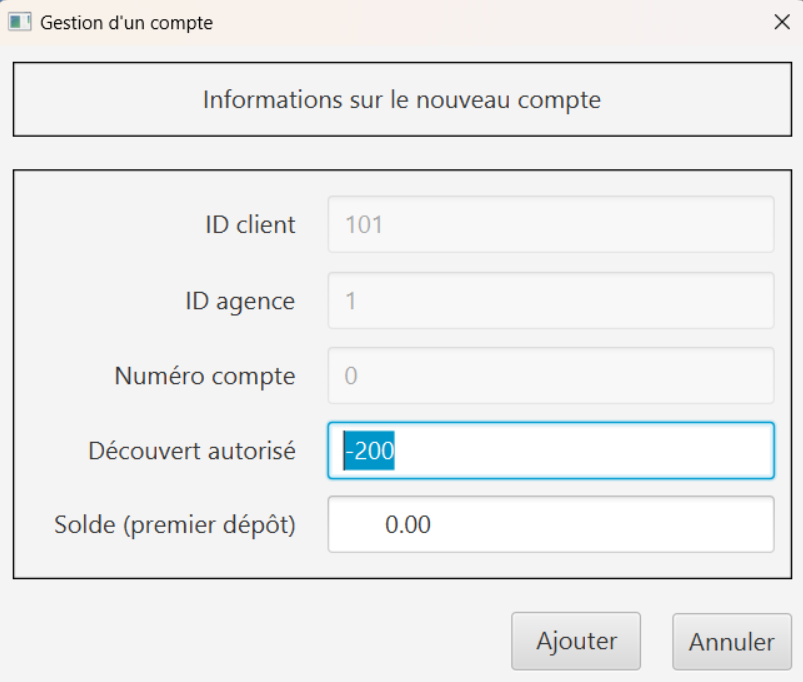 Gestion d'un compte
Informations sur le nouveau compte
ID client 101
ID agence 1
Numéro compte 0
Découvert autorisé -200
Solde (premier dépôt) 0.00
Ajouter Annuler